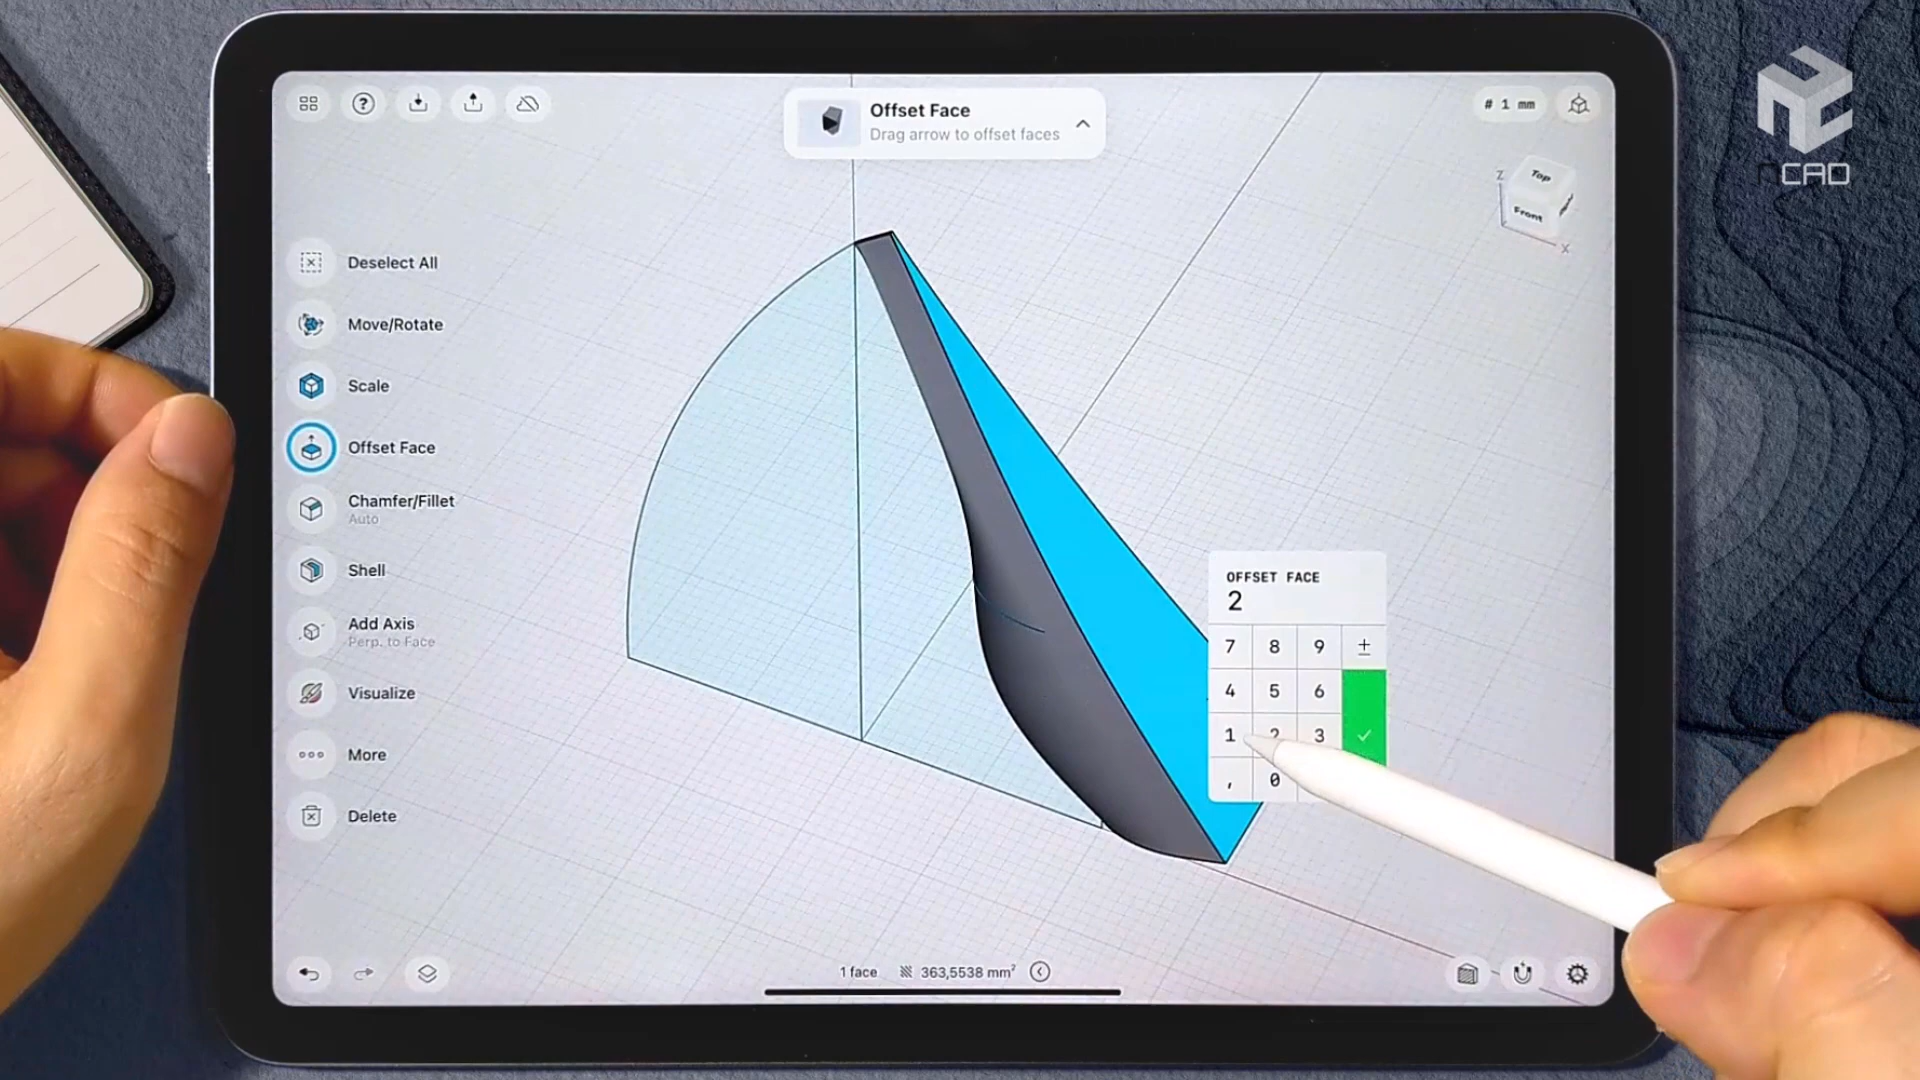 Offset Face
Drag arrow to offset faces
# 1 mm
nCAD
Z
Top
Front
X
Deselect All
Move/Rotate
Scale
Offset Face
Chamfer/Fillet
Auto
Shell
Add Axis
Perp. to Face
Visualize
More
Delete
OFFSET FACE
2
7 8 9 ±
4 5 6
1 2 3
, 0
1 face 363,5538 mm²